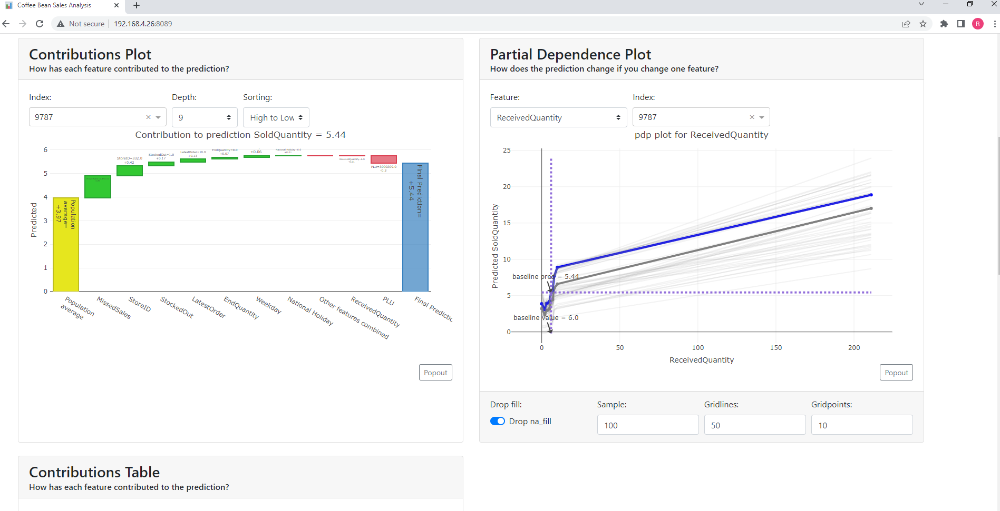 Coffee Bean Sales Analysis
Not secure
192.168.4.26:8089
R
Contributions Plot
How has each feature contributed to the prediction?
Index:
Depth:
Sorting:
9787
9
High to Low
Contribution to prediction SoldQuantity = 5.44
Predicted
6
5
4
3
2
1
0
Population
average=
+3.97
StoreID=332.0
+0.42
StockedOut=1.0
+0.17
LatestOrder=10.0
+0.13
EndQuantity=0.0
+0.07
+0.06
National Holiday=0.0
+0.01
ReceivedQuantity=6.0
-0.01
PLU=3000209.0
-0.3
Final Prediction=
+5.44
Population
average
MissedSales
StoreID
StockedOut
LatestOrder
EndQuantity
Weekday
National Holiday
Other features combined
ReceivedQuantity
PLU
Final Predictic
Popout
Partial Dependence Plot
How does the prediction change if you change one feature?
Feature:
Index:
ReceivedQuantity
9787
pdp plot for ReceivedQuantity
Predicted SoldQuantity
25
20
15
10
5
0
baseline pred = 5.44
baseline value = 6.0
0
50
100
150
200
ReceivedQuantity
Popout
Drop fill:
Sample:
Gridlines:
Gridpoints:
Drop na_fill
100
50
10
Contributions Table
How has each feature contributed to the prediction?